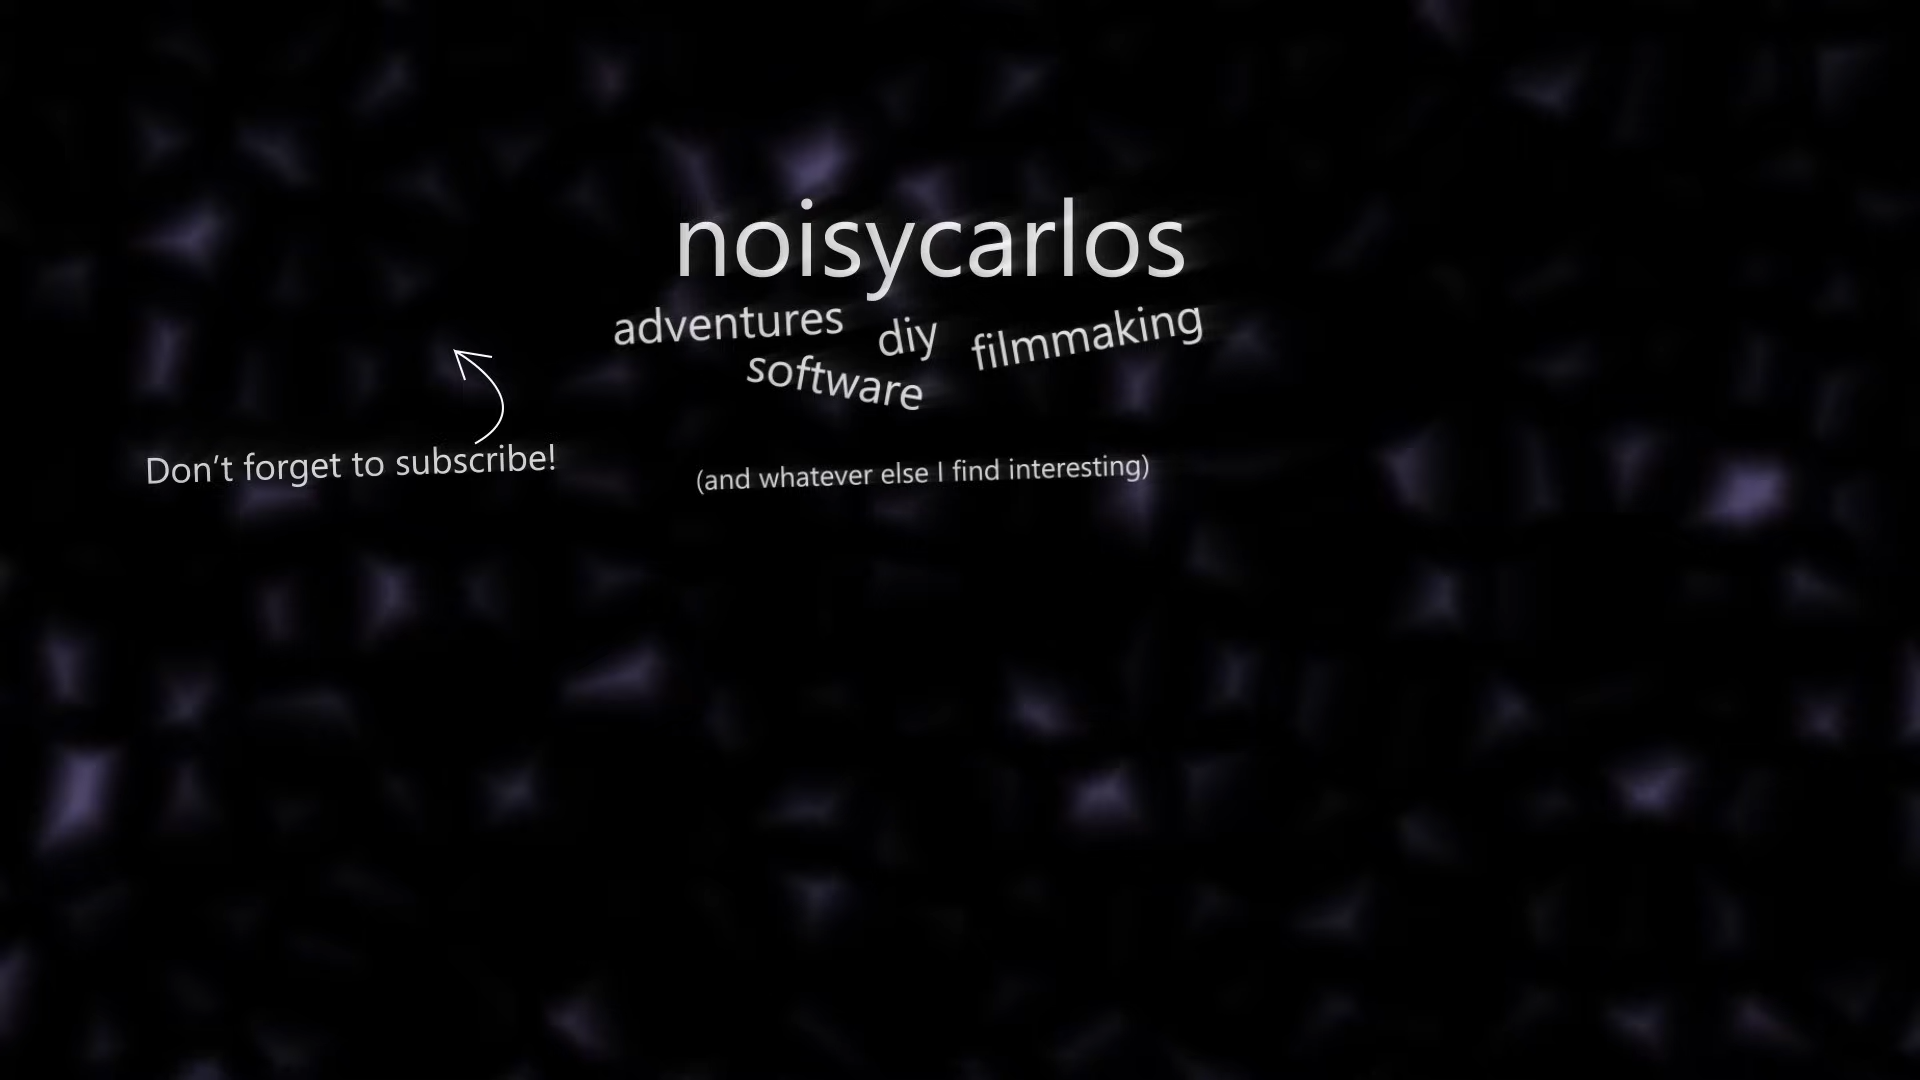 noisycarlos
adventures diy filmmaking
software
Don’t forget to subscribe!
(and whatever else I find interesting)